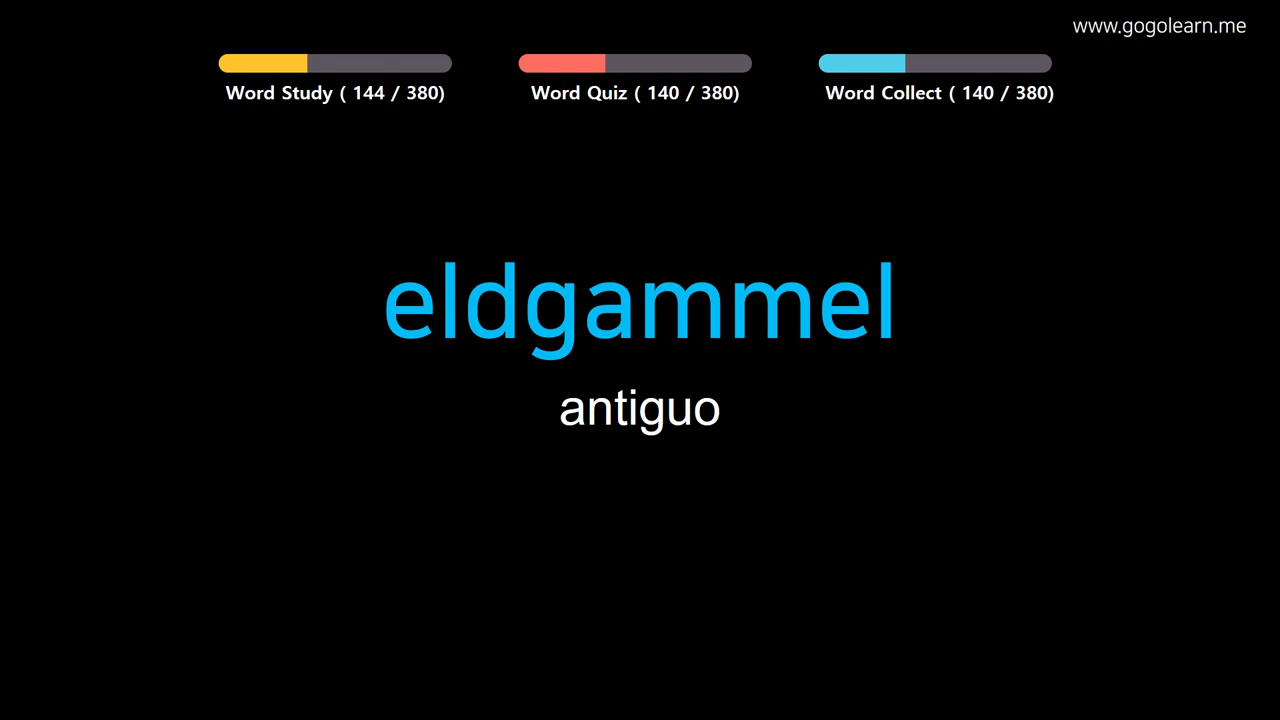 www.gogolearn.me
Word Study ( 144 / 380)
Word Quiz ( 140 / 380)
Word Collect ( 140 / 380)
eldgammel
antiguo